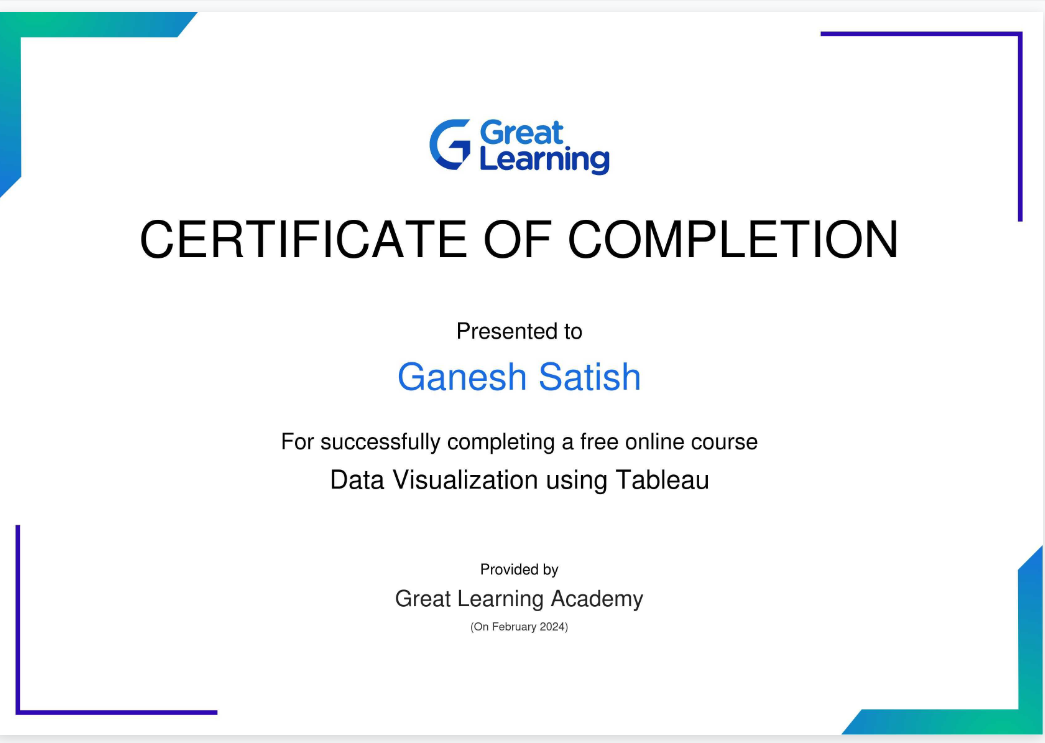 Great
Learning
CERTIFICATE OF COMPLETION
Presented to
Ganesh Satish
For successfully completing a free online course
Data Visualization using Tableau
Provided by
Great Learning Academy
(On February 2024)